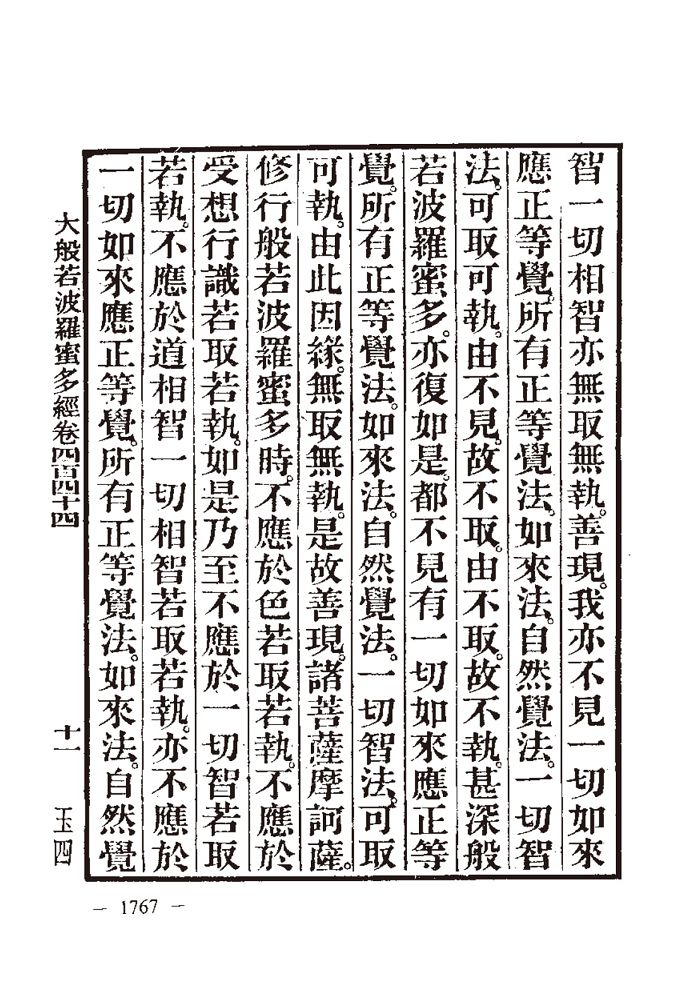 智一切相智亦無取無執。善現。我亦不見一切如來
應正等覺。所有正等覺法。如來法。自然覺法。一切智
法。可取可執。由不見。故不取。由不取。故不執。甚深般
若波羅蜜多。亦復如是。都不見有一切如來應正等
覺。所有正等覺法。如來法。自然覺法。一切智法。可取
可執。由此因緣。無取無執。是故善現。諸菩薩摩訶薩。
修行般若波羅蜜多時。不應於色若取若執。不應於
受想行識若取若執。如是乃至不應於一切智若取
若執。不應於道相智一切相智若取若執。亦不應於
一切如來應正等覺。所有正等覺法。如來法。自然覺
大般若波羅蜜多經卷四百四十四 十一 玉四
— 1767 —